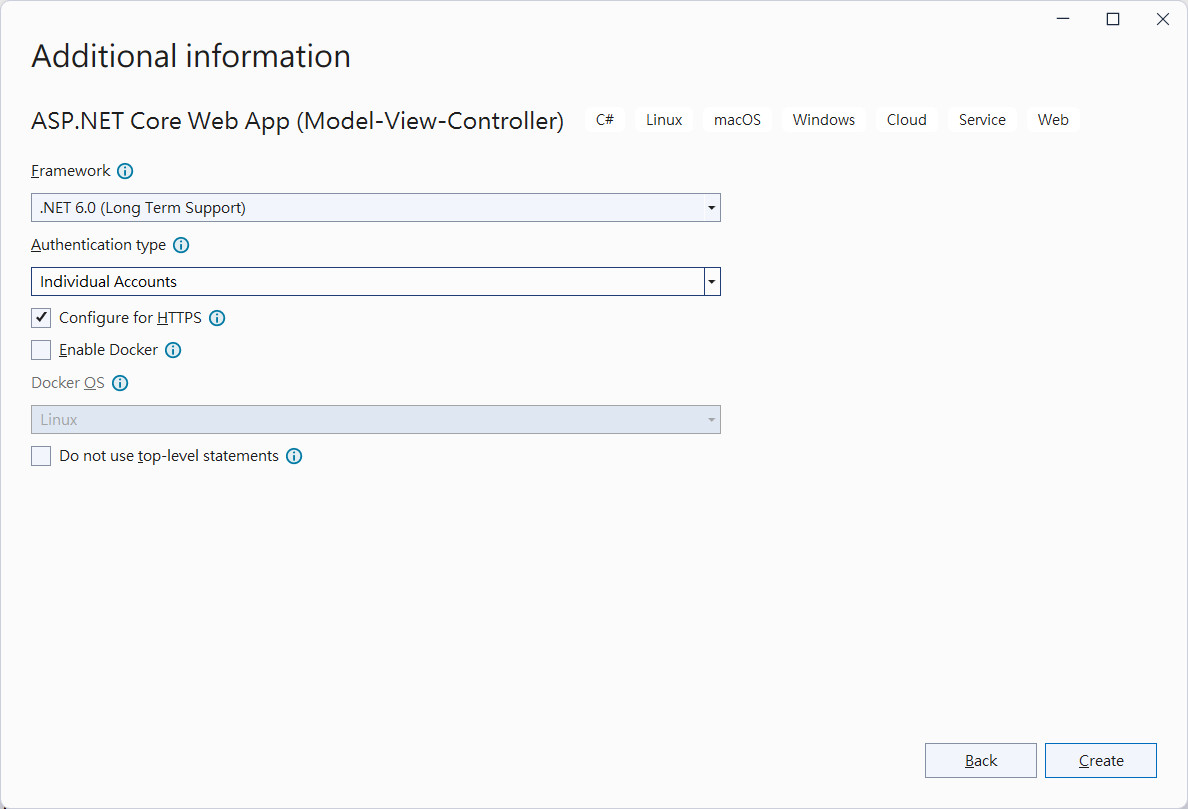 Additional information
ASP.NET Core Web App (Model-View-Controller) C# Linux macOS Windows Cloud Service Web
Framework
.NET 6.0 (Long Term Support)
Authentication type
Individual Accounts
Configure for HTTPS
Enable Docker
Docker OS
Linux
Do not use top-level statements
Back Create